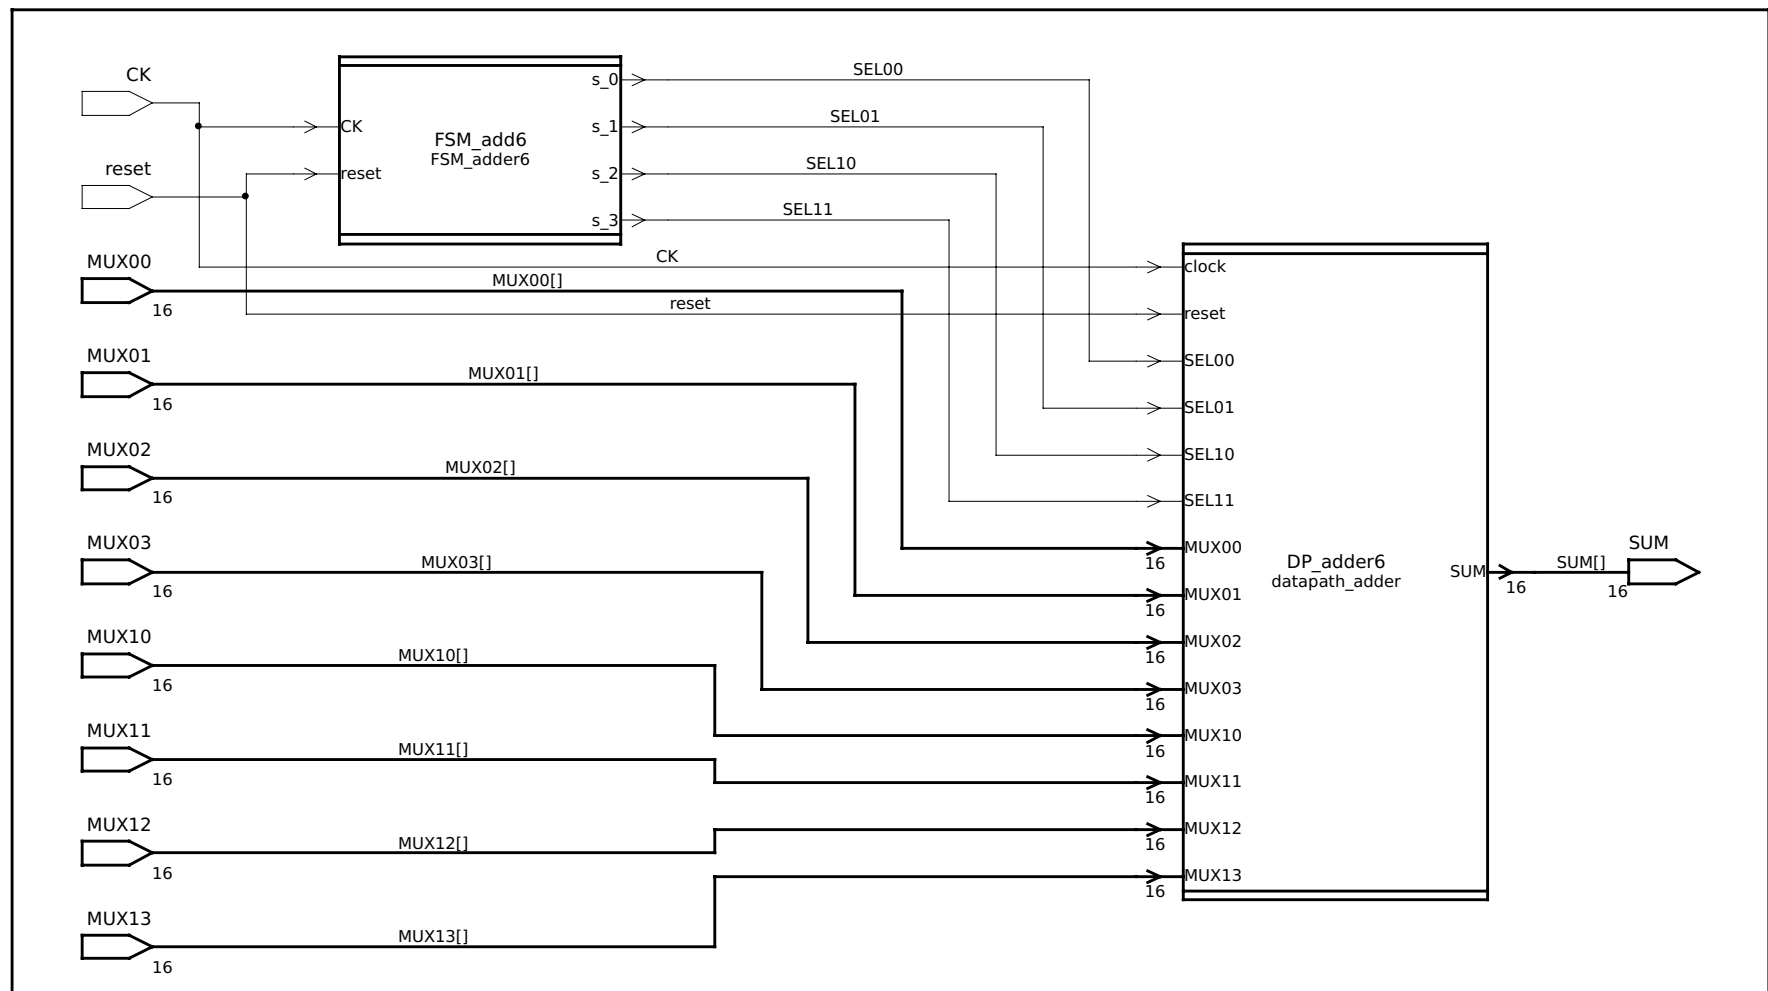 CK
reset
MUX00
16
MUX01
16
MUX02
16
MUX03
16
MUX10
16
MUX11
16
MUX12
16
MUX13
16
CK
reset
FSM_add6
FSM_adder6
s_0
s_1
s_2
s_3
SEL00
SEL01
SEL10
SEL11
CK
MUX00[]
reset
MUX01[]
MUX02[]
MUX03[]
MUX10[]
MUX11[]
MUX12[]
MUX13[]
clock
reset
SEL00
SEL01
SEL10
SEL11
MUX00
16
MUX01
16
MUX02
16
MUX03
16
MUX10
16
MUX11
16
MUX12
16
MUX13
16
DP_adder6
datapath_adder
SUM
16
SUM[]
SUM
16